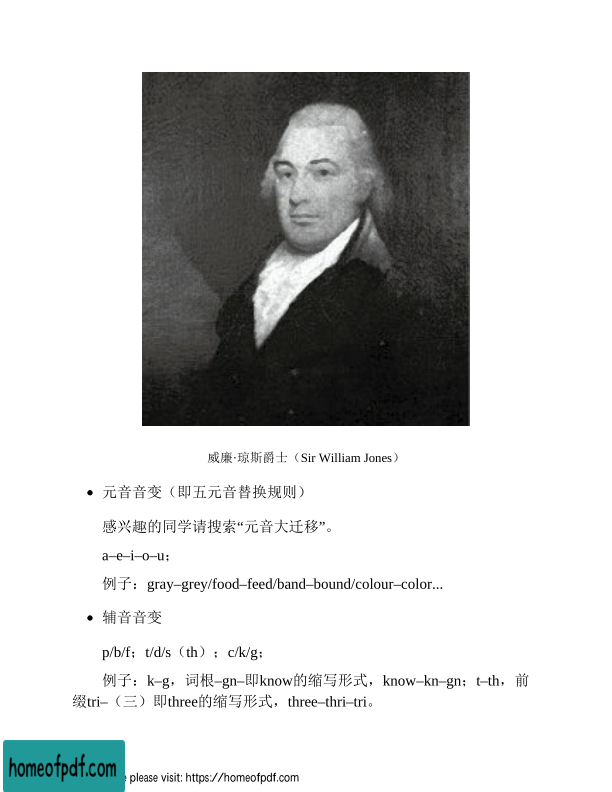 威廉·琼斯爵士（Sir William Jones）
• 元音音变（即五元音替换规则）
感兴趣的同学请搜索“元音大迁移”。
a–e–i–o–u；
例子：gray–grey/food–feed/band–bound/colour–color...
• 辅音音变
p/b/f；t/d/s（th）；c/k/g；
例子：k–g，词根–gn–即know的缩写形式，know–kn–gn；t–th，前
缀tri–（三）即three的缩写形式，three–thri–tri。
homeofpdf.com
e please visit: https://homeofpdf.com